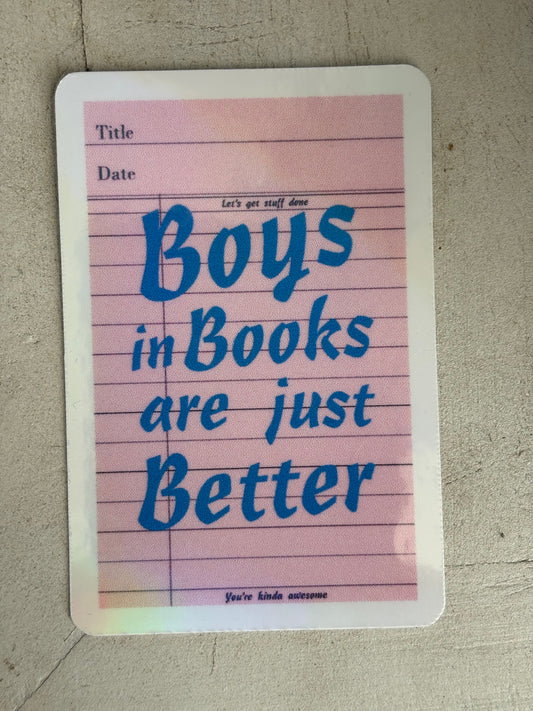 Title
Date
Let's get stuff done
Boys
in Books
are just
Better
You're kinda awesome